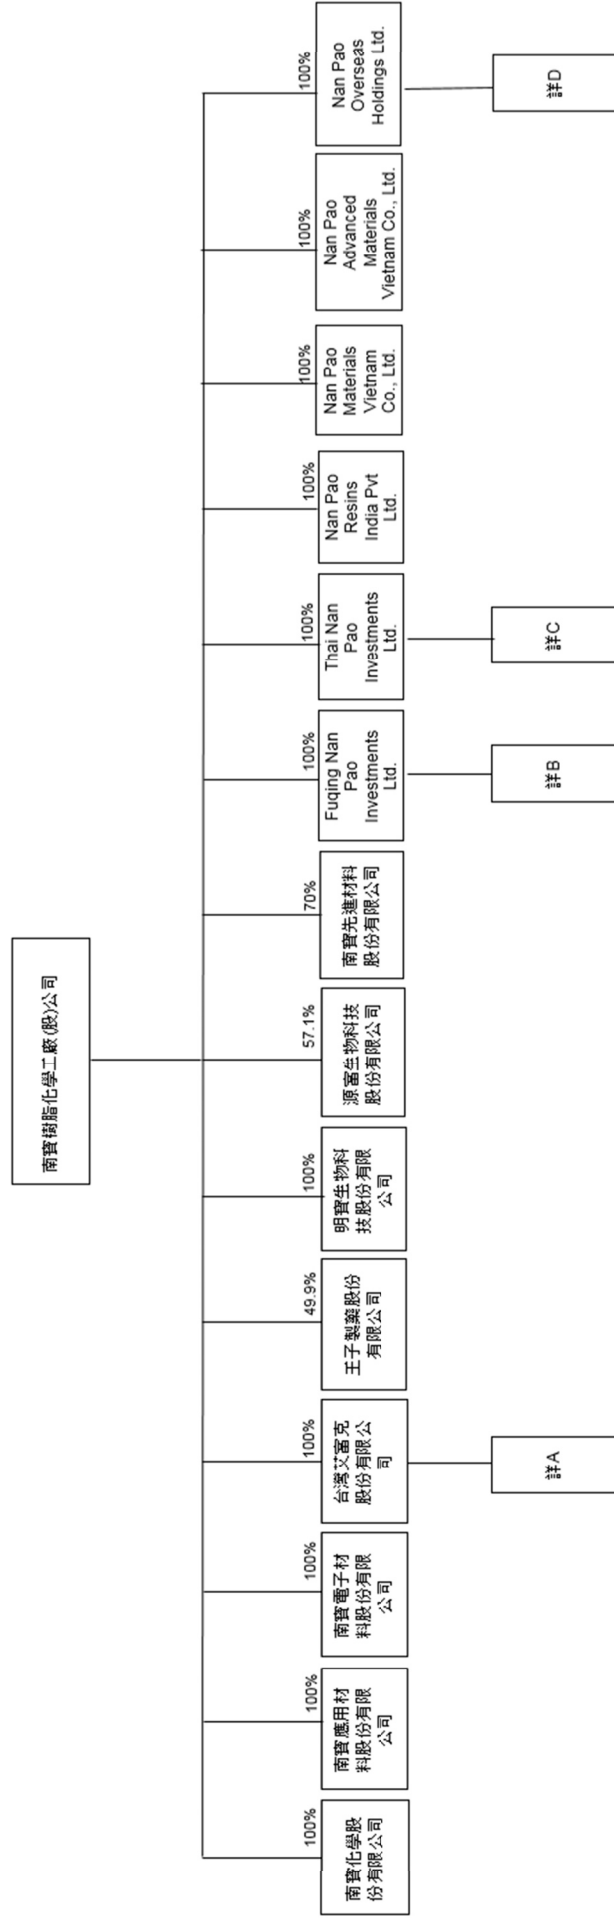 南寶樹脂化學工廠(股)公司
100%
南寶化學股
份有限公司
100%
南寶應用材
料股份有限
公司
100%
南寶電子材
料股份有限
公司
100%
台灣艾富克
股份有限公
司
49.9%
王子製藥股份
有限公司
100%
明寶生物科
技股份有限
公司
57.1%
源富生物科技
股份有限公司
70%
南寶先進材料
股份有限公司
100%
Fuqing Nan
Pao
Investments
Ltd.
100%
Thai Nan
Pao
Investments
Ltd.
100%
Nan Pao
Resins
India Pvt
Ltd.
100%
Nan Pao
Materials
Vietnam
Co., Ltd.
100%
Nan Pao
Advanced
Materials
Vietnam Co., Ltd.
100%
Nan Pao
Overseas
Holdings Ltd.
詳A
詳B
詳C
詳D